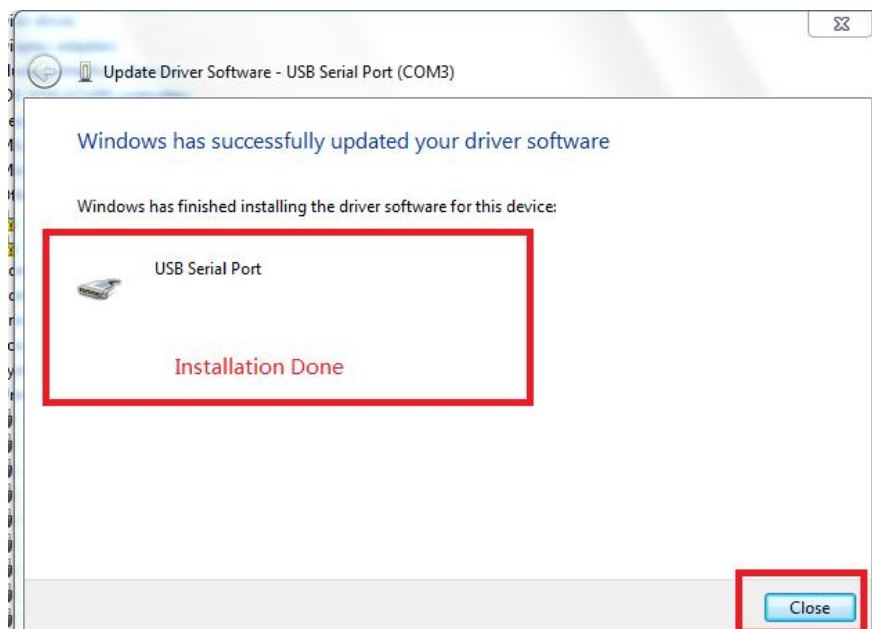 Update Driver Software - USB Serial Port (COM3)
Windows has successfully updated your driver software
Windows has finished installing the driver software for this device:
USB Serial Port
Installation Done
Close